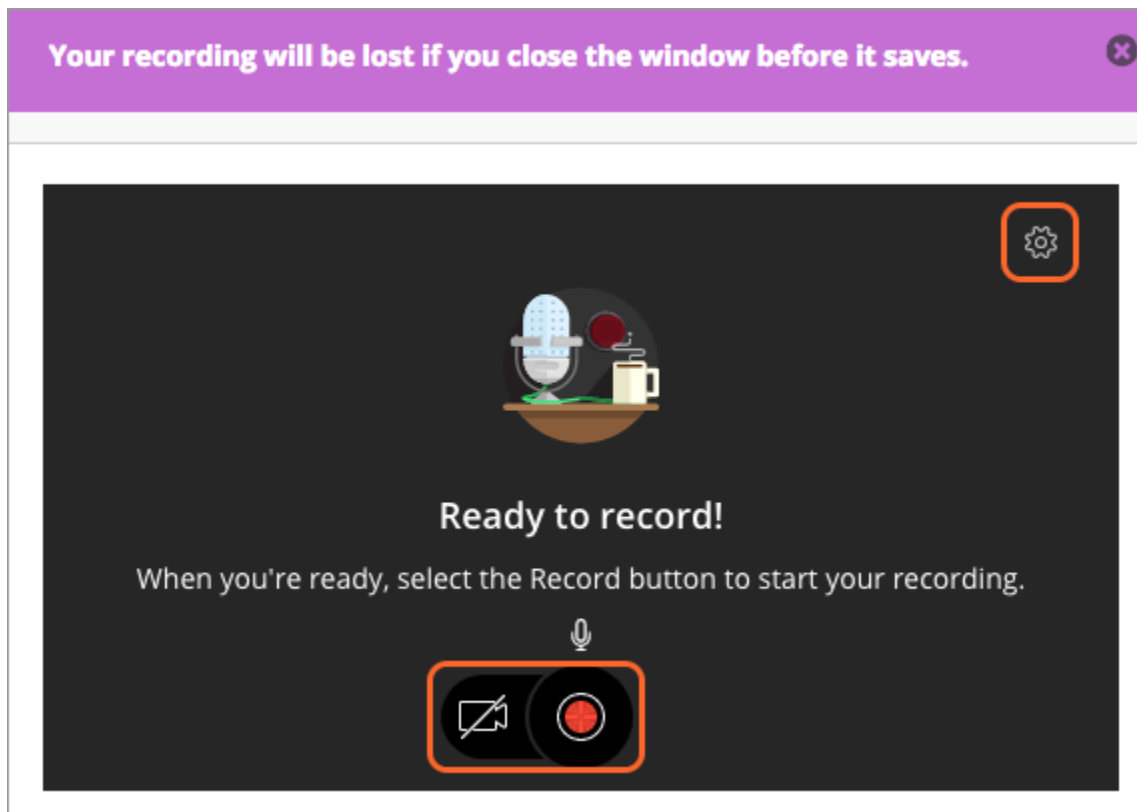 Your recording will be lost if you close the window before it saves.
Ready to record!
When you're ready, select the Record button to start your recording.